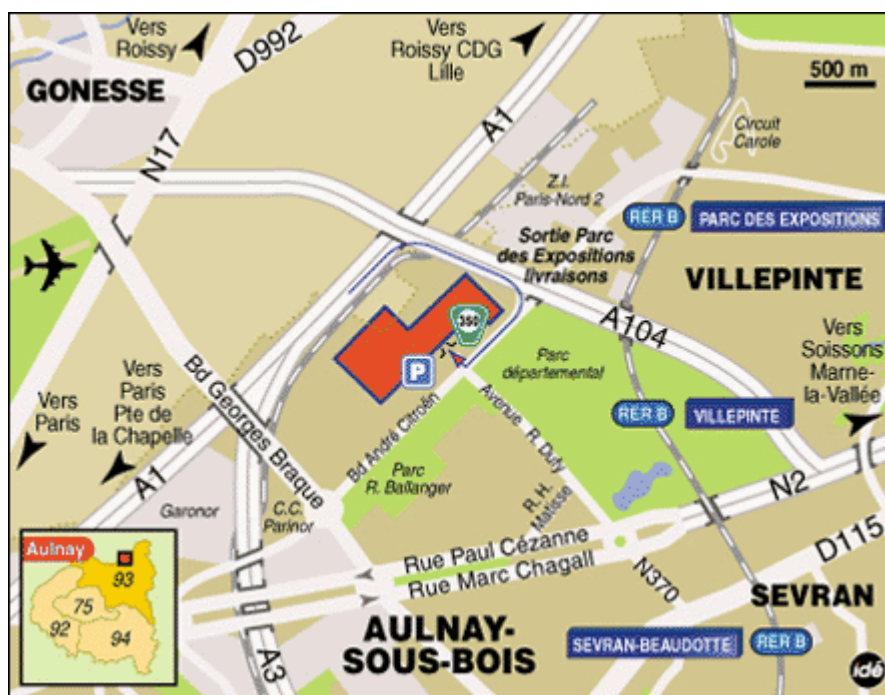 Vers
Roissy
D992
Vers
Roissy CDG
Lille
500 m
GONESSE
A1
N17
Circuit
Carole
Z.I.
Paris-Nord 2
RER B
PARC DES EXPOSITIONS
Sortie Parc
des Expositions
livraisons
VILLEPINTE
350
A104
Vers
Soissons
Marne-
la-Vallée
Parc
départemental
P
Vers
Paris
Pte de
la Chapelle
Vers
Paris
Bd Georges Braque
Bd André Citroën
Avenue R. Dufy
RER B
VILLEPINTE
A1
Parc
R. Ballanger
R. H.
Matisse
N2
Garonor
C.C.
Parinor
Rue Paul Cézanne
Rue Marc Chagall
N370
D115
Aulnay
93
75
92
94
A3
AULNAY-
SOUS-BOIS
SEVRAN
SEVRAN-BEAUDOTTE
RER B
idé